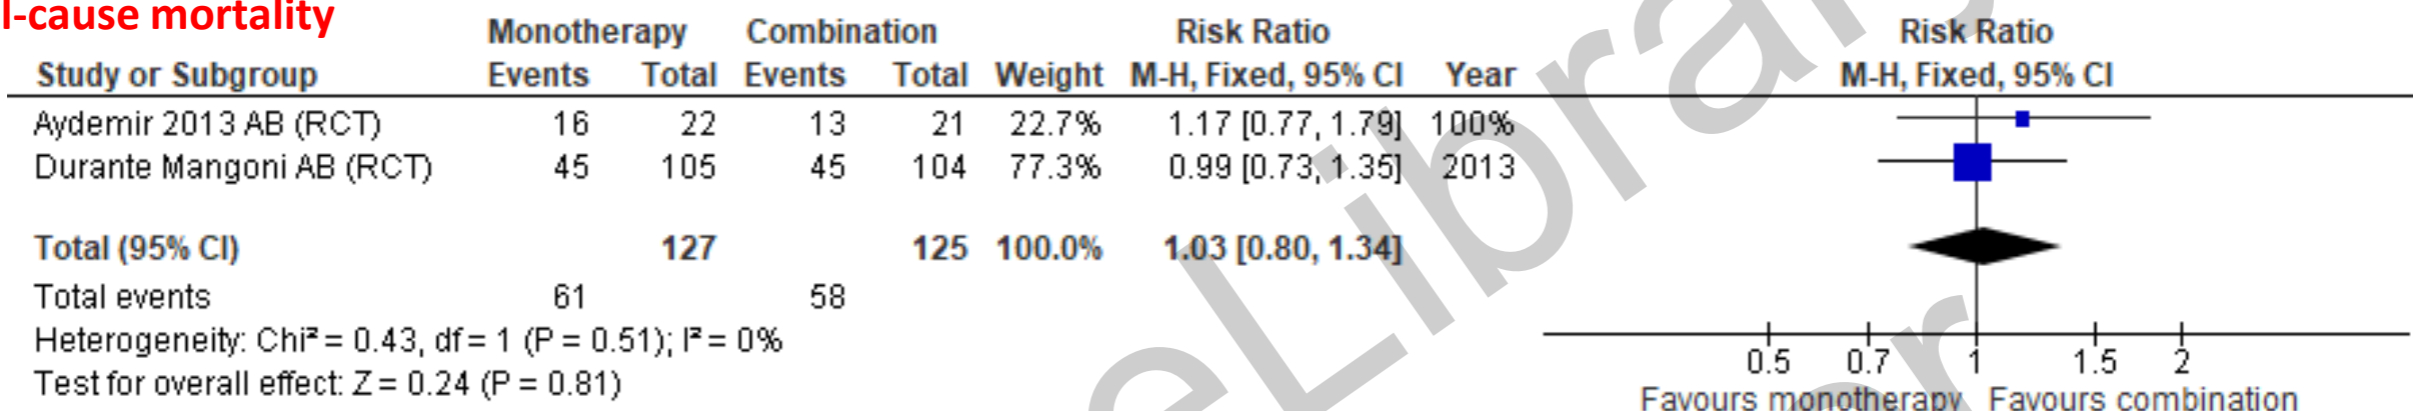 l-cause mortality
Monotherapy Combination Risk Ratio Risk Ratio
Study or Subgroup Events Total Events Total Weight M-H, Fixed, 95% CI Year M-H, Fixed, 95% CI
Aydemir 2013 AB (RCT) 16 22 13 21 22.7% 1.17 [0.77, 1.79] 100%
Durante Mangoni AB (RCT) 45 105 45 104 77.3% 0.99 [0.73, 1.35] 2013
Total (95% CI) 127 125 100.0% 1.03 [0.80, 1.34]
Total events 61 58
Heterogeneity: Chi² = 0.43, df = 1 (P = 0.51); I² = 0%
Test for overall effect: Z = 0.24 (P = 0.81)
0.5 0.7 1 1.5 2
Favours monotherapy Favours combination
eLibra